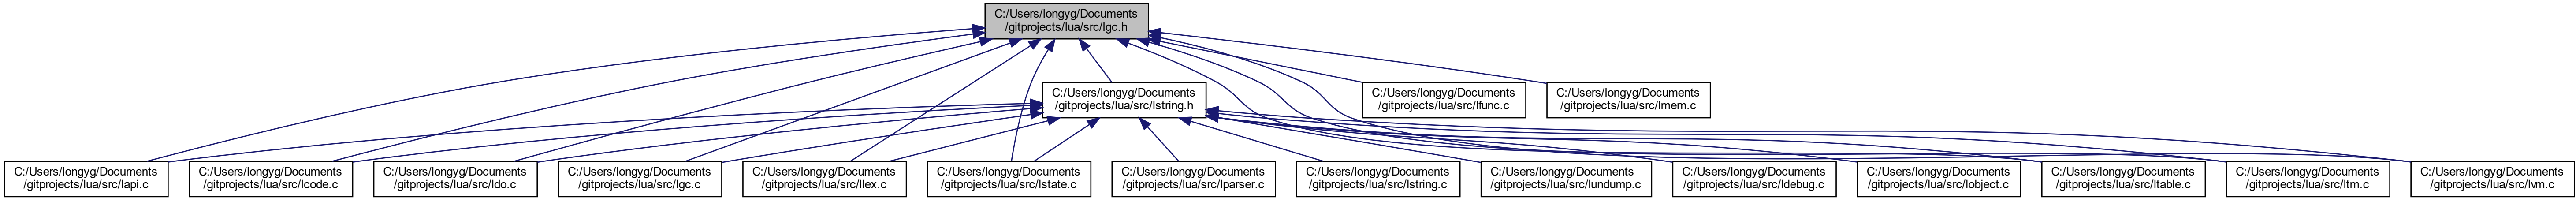 C:/Users/longyg/Documents
/gitprojects/lua/src/lgc.h
C:/Users/longyg/Documents
/gitprojects/lua/src/lstring.h
C:/Users/longyg/Documents
/gitprojects/lua/src/lfunc.c
C:/Users/longyg/Documents
/gitprojects/lua/src/lmem.c
C:/Users/longyg/Documents
/gitprojects/lua/src/lapi.c
C:/Users/longyg/Documents
/gitprojects/lua/src/lcode.c
C:/Users/longyg/Documents
/gitprojects/lua/src/ldo.c
C:/Users/longyg/Documents
/gitprojects/lua/src/lgc.c
C:/Users/longyg/Documents
/gitprojects/lua/src/llex.c
C:/Users/longyg/Documents
/gitprojects/lua/src/lstate.c
C:/Users/longyg/Documents
/gitprojects/lua/src/lparser.c
C:/Users/longyg/Documents
/gitprojects/lua/src/lstring.c
C:/Users/longyg/Documents
/gitprojects/lua/src/lundump.c
C:/Users/longyg/Documents
/gitprojects/lua/src/ldebug.c
C:/Users/longyg/Documents
/gitprojects/lua/src/lobject.c
C:/Users/longyg/Documents
/gitprojects/lua/src/ltable.c
C:/Users/longyg/Documents
/gitprojects/lua/src/ltm.c
C:/Users/longyg/Documents
/gitprojects/lua/src/lvm.c